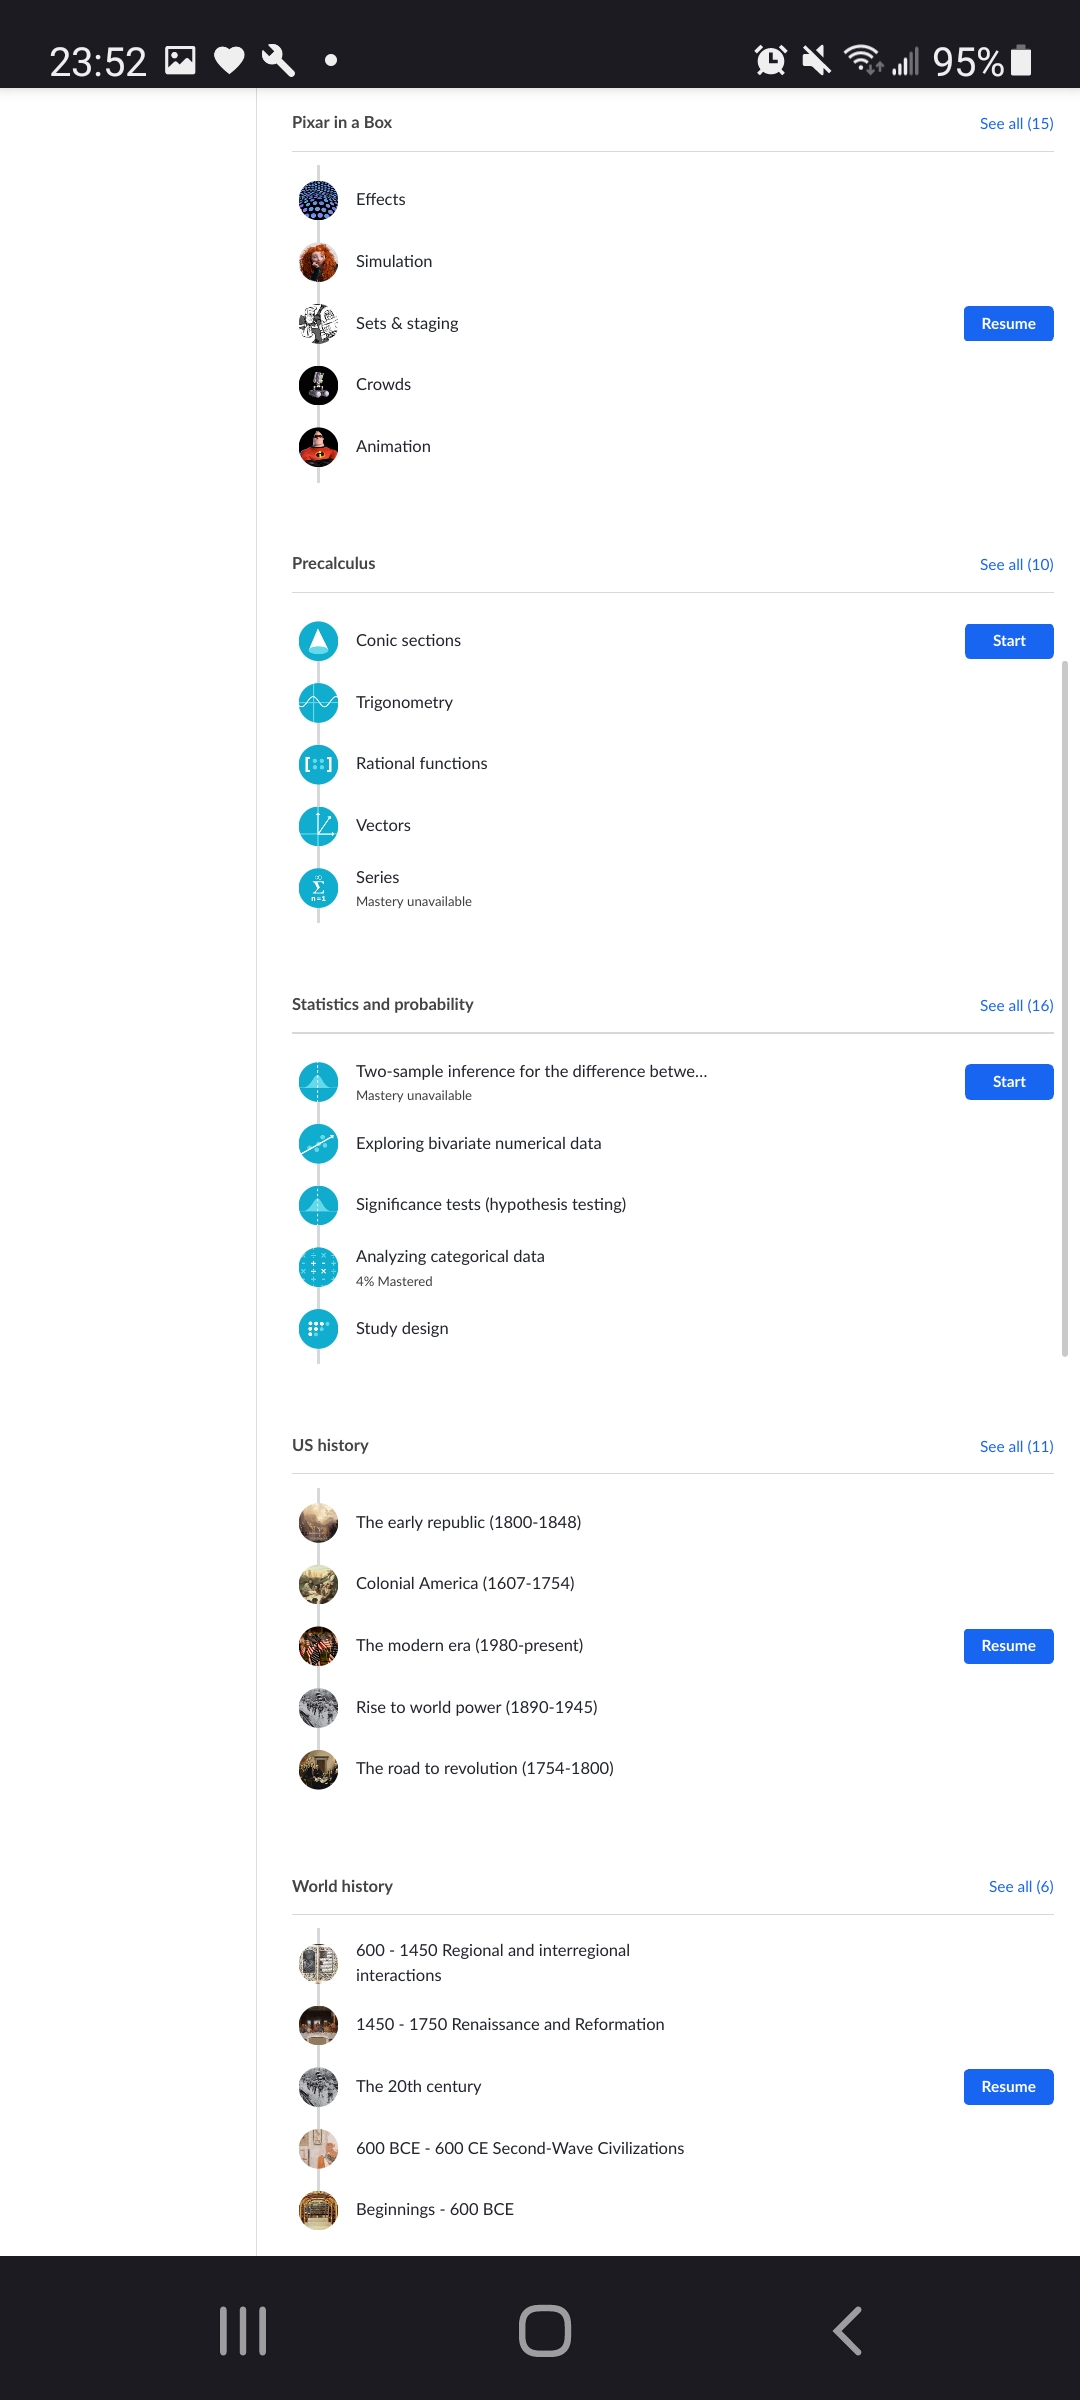 23:52
95%
Pixar in a Box
See all (15)
Effects
Simulation
Sets & staging
Resume
Crowds
Animation
Precalculus
See all (10)
Conic sections
Start
Trigonometry
Rational functions
Vectors
Series
Mastery unavailable
Statistics and probability
See all (16)
Two-sample inference for the difference betwe...
Mastery unavailable
Start
Exploring bivariate numerical data
Significance tests (hypothesis testing)
Analyzing categorical data
4% Mastered
Study design
US history
See all (11)
The early republic (1800-1848)
Colonial America (1607-1754)
The modern era (1980-present)
Resume
Rise to world power (1890-1945)
The road to revolution (1754-1800)
World history
See all (6)
600 - 1450 Regional and interregional
interactions
1450 - 1750 Renaissance and Reformation
The 20th century
Resume
600 BCE - 600 CE Second-Wave Civilizations
Beginnings - 600 BCE